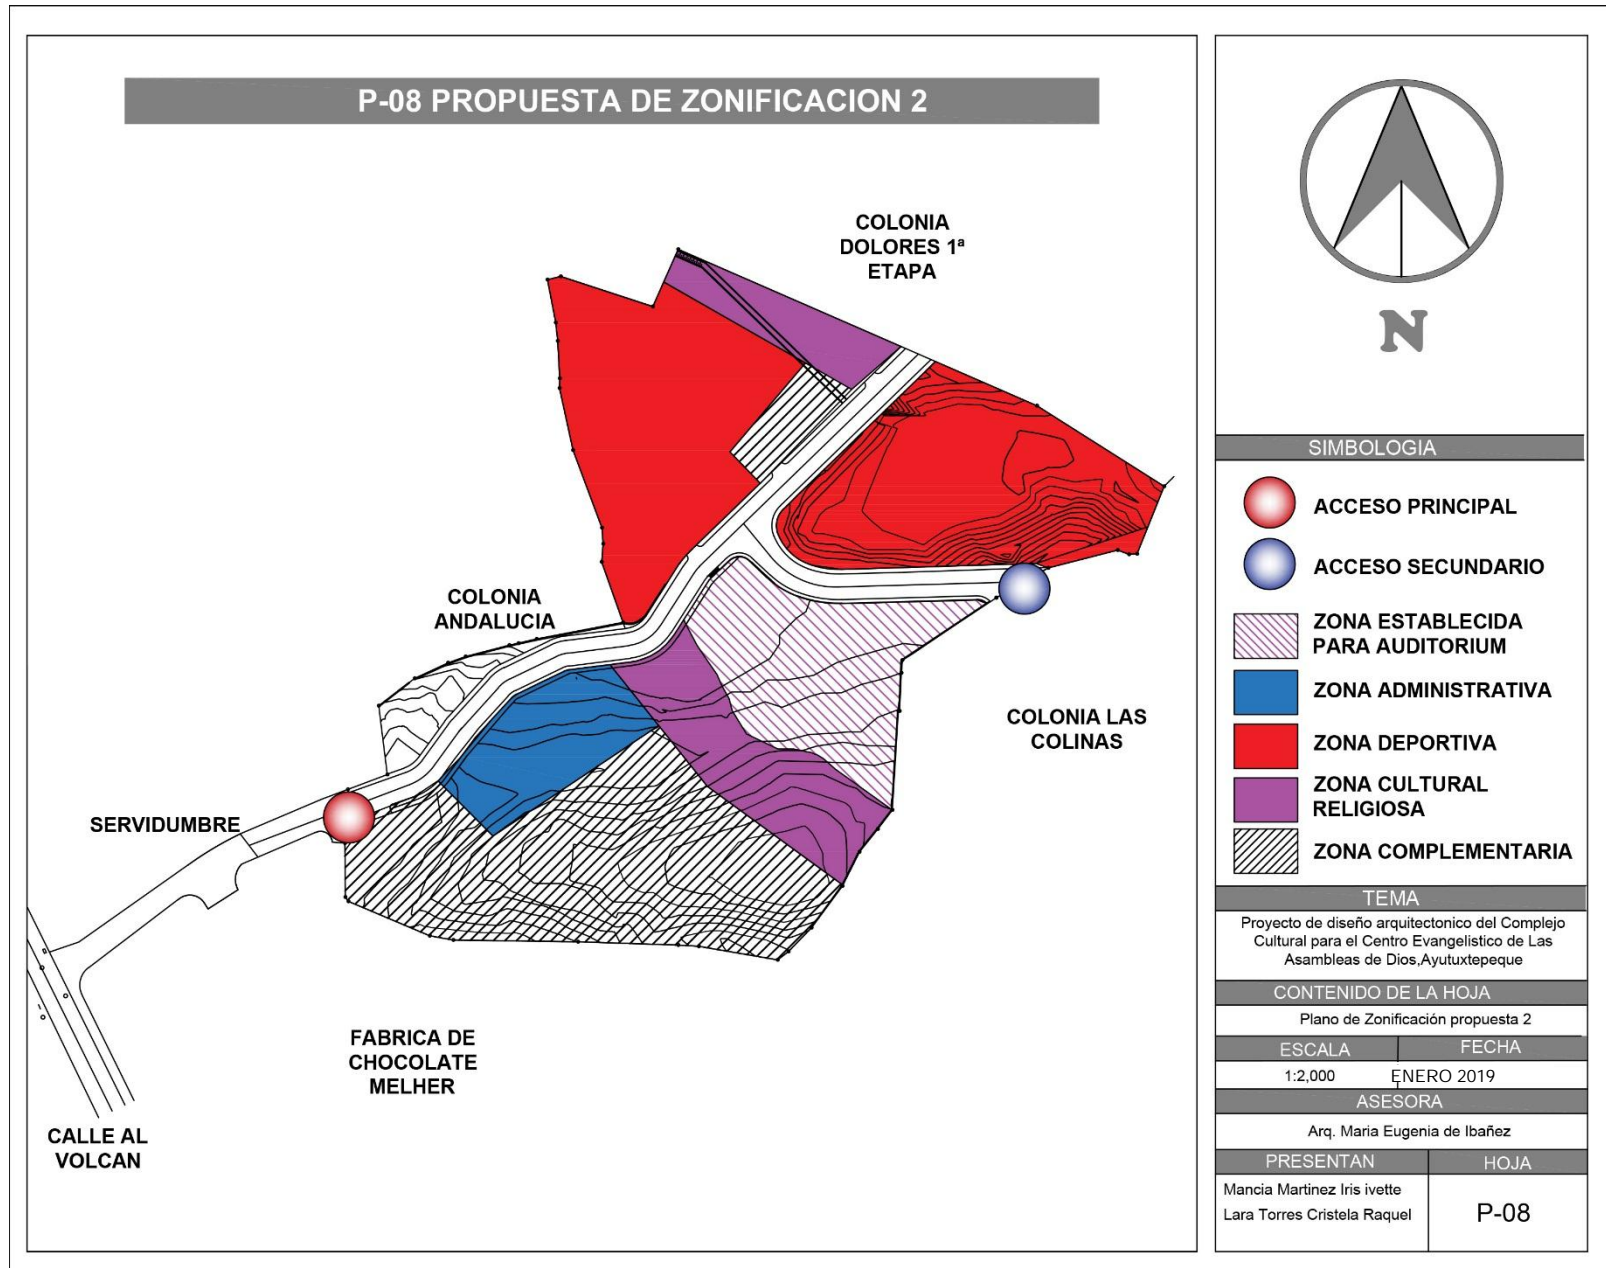 P-08 PROPUESTA DE ZONIFICACION 2
COLONIA
DOLORES 1ª
ETAPA
COLONIA
ANDALUCIA
COLONIA LAS
COLINAS
SERVIDUMBRE
FABRICA DE
CHOCOLATE
MELHER
CALLE AL
VOLCAN
N
SIMBOLOGIA
ACCESO PRINCIPAL
ACCESO SECUNDARIO
ZONA ESTABLECIDA
PARA AUDITORIUM
ZONA ADMINISTRATIVA
ZONA DEPORTIVA
ZONA CULTURAL
RELIGIOSA
ZONA COMPLEMENTARIA
TEMA
Proyecto de diseño arquitectonico del Complejo
Cultural para el Centro Evangelistico de Las
Asambleas de Dios,Ayutuxtepeque
CONTENIDO DE LA HOJA
Plano de Zonificación propuesta 2
ESCALA FECHA
1:2,000 ENERO 2019
ASESORA
Arq. Maria Eugenia de Ibañez
PRESENTAN HOJA
Mancia Martinez Iris ivette
Lara Torres Cristela Raquel
P-08